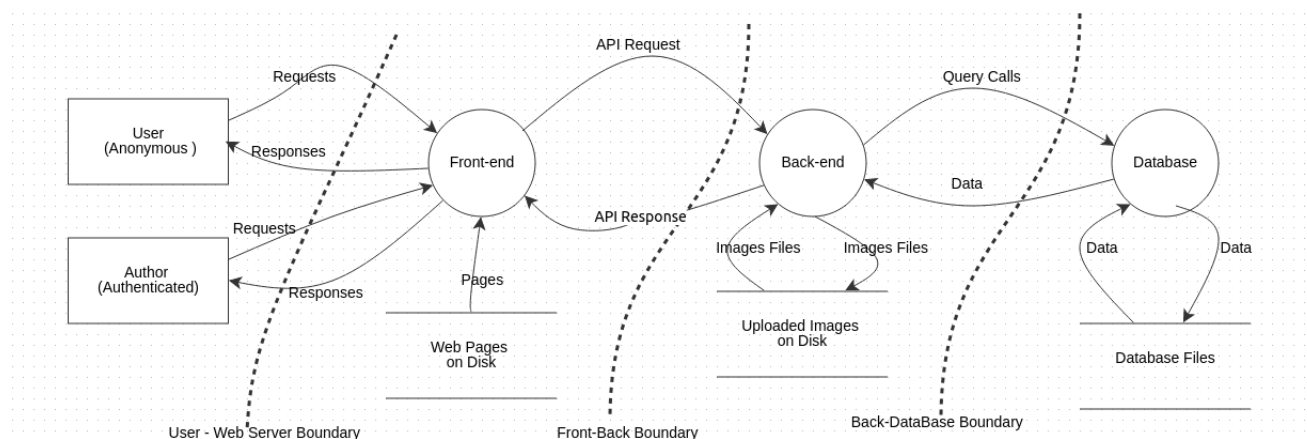 API Request
Requests
Query Calls
User
(Anonymous )
Responses
Front-end
Back-end
Database
Data
API Response
Requests
Images Files
Images Files
Data
Data
Author
(Authenticated)
Responses
Pages
Web Pages
on Disk
Uploaded Images
on Disk
Database Files
User - Web Server Boundary
Front-Back Boundary
Back-DataBase Boundary